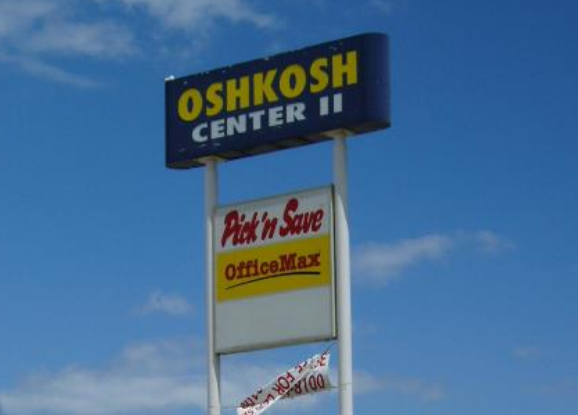 OSHKOSH
CENTER II
Pick'n Save
OfficeMax